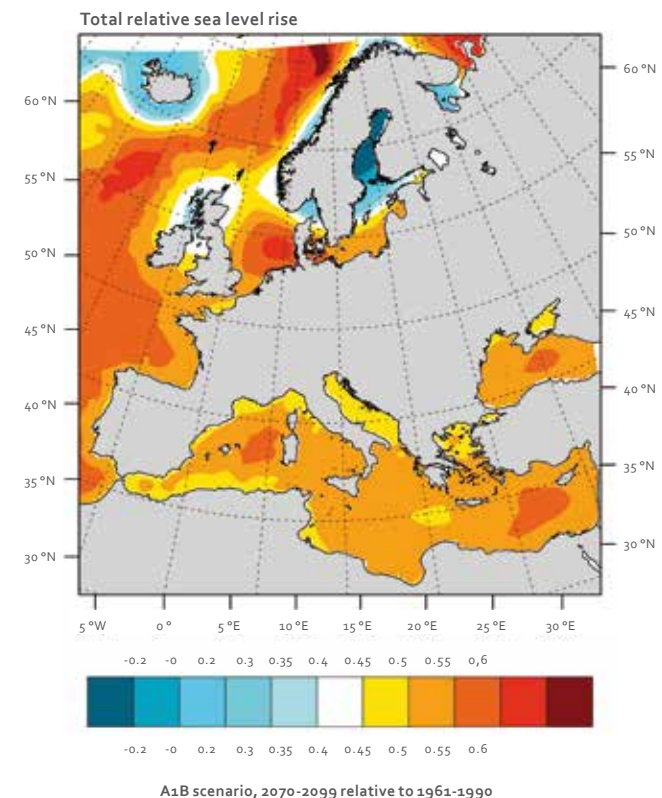 Total relative sea level rise
60 °N
60 °N
55 °N
55 °N
50 °N
50 °N
45 °N
45 °N
40 °N
40 °N
35 °N
35 °N
30 °N
30 °N
5 °W 0 ° 5 °E 10 °E 15 °E 20 °E 25 °E 30 °E
-0.2 -0 0.2 0.3 0.35 0.4 0.45 0.5 0.55 0,6
-0.2 -0 0.2 0.3 0.35 0.4 0.45 0.5 0.55 0.6
A1B scenario, 2070-2099 relative to 1961-1990